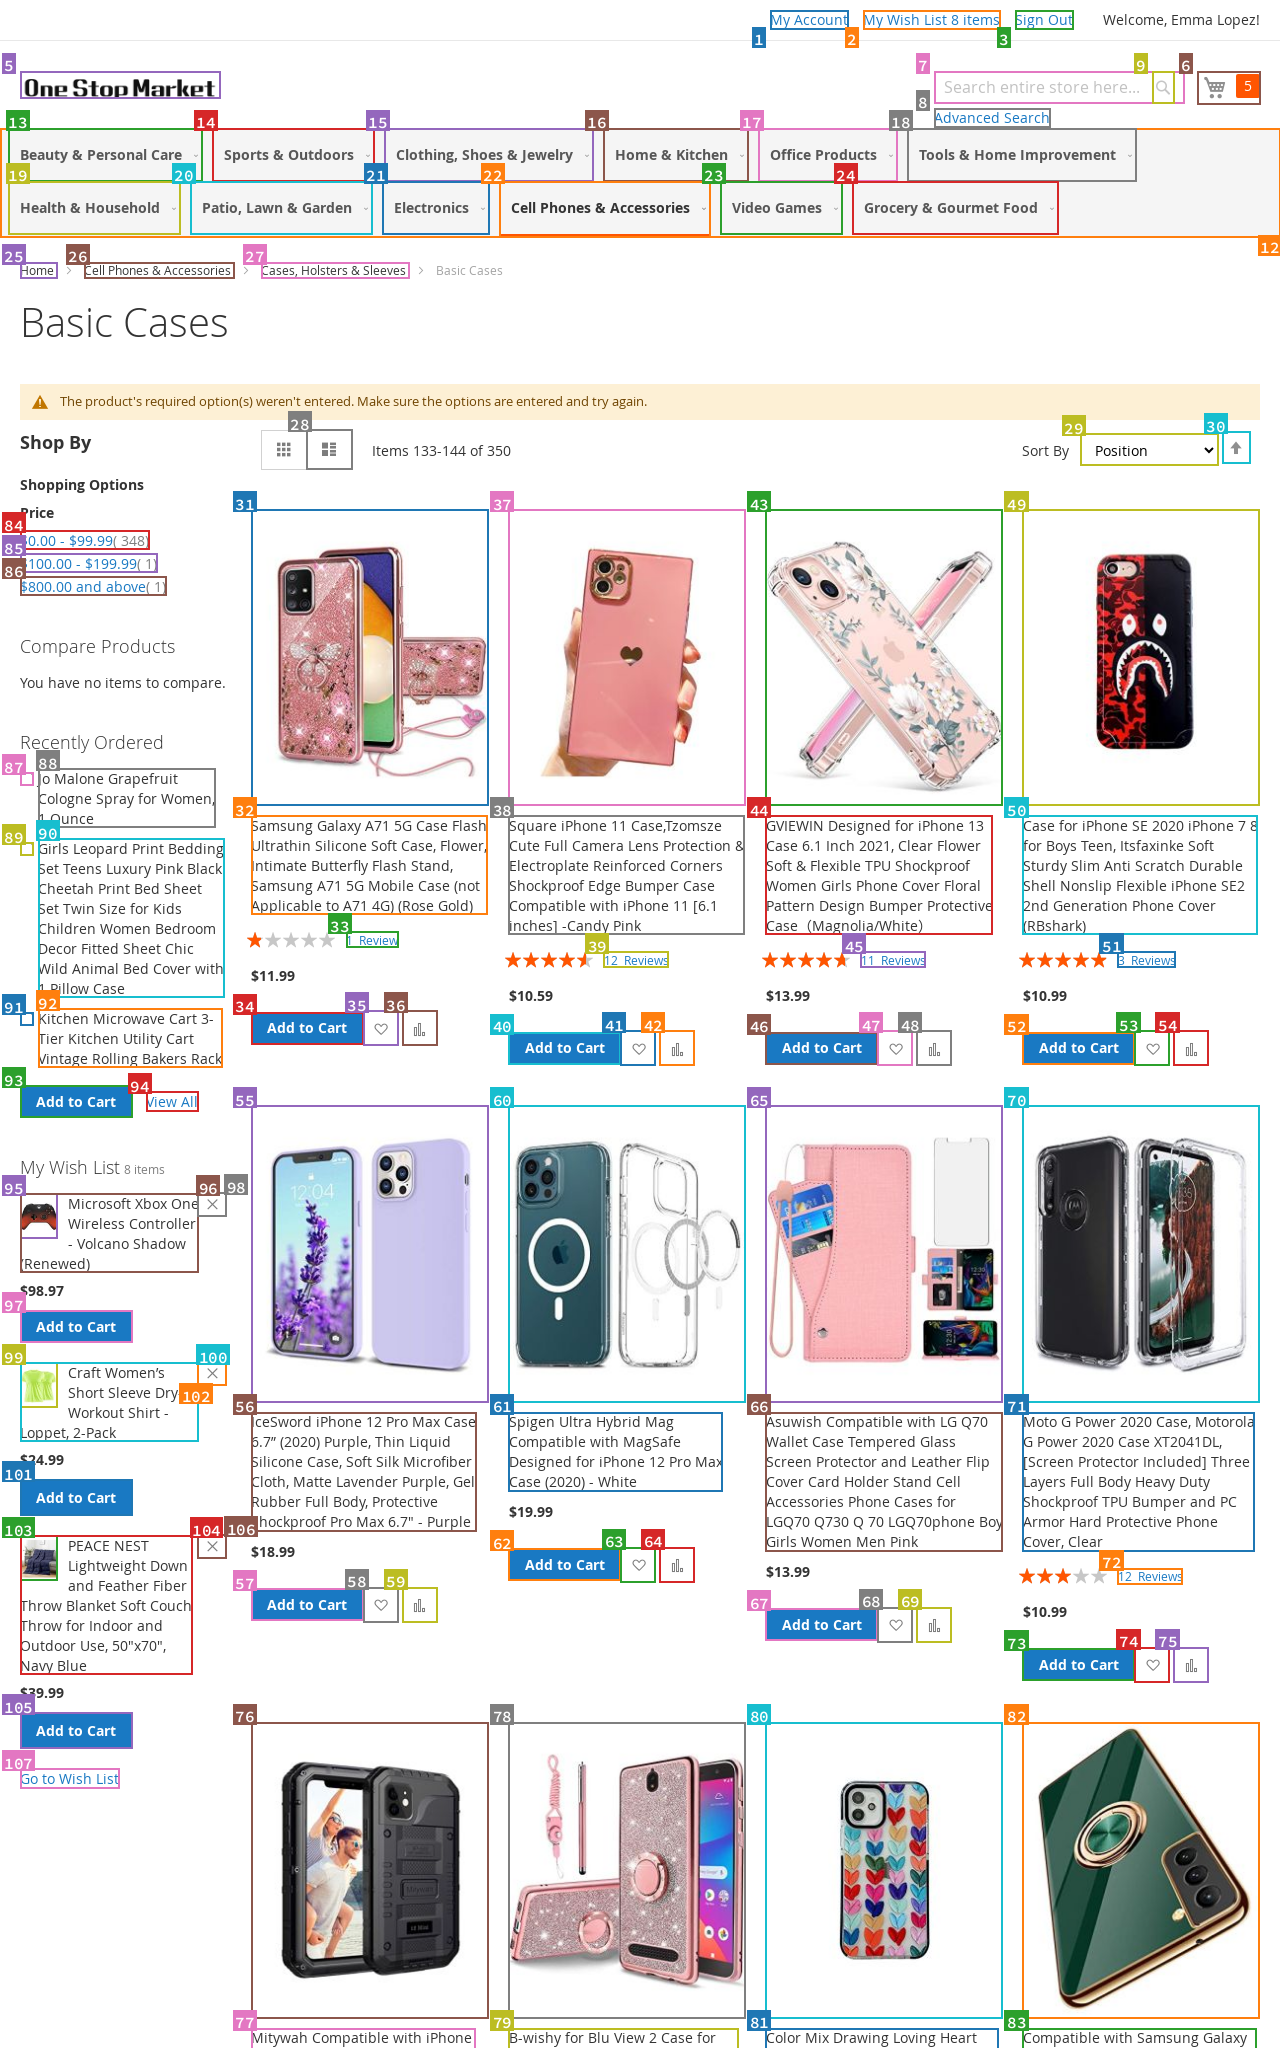 My Account
My Wish List 8 items
Sign Out
Welcome, Emma Lopez!
1
2
3
5
One Stop Market
7
Search entire store here...
9
6
5
8
Advanced Search
13
Beauty & Personal Care
14
Sports & Outdoors
15
Clothing, Shoes & Jewelry
16
Home & Kitchen
17
Office Products
18
Tools & Home Improvement
19
Health & Household
20
Patio, Lawn & Garden
21
Electronics
22
Cell Phones & Accessories
23
Video Games
24
Grocery & Gourmet Food
12
25
Home
26
Cell Phones & Accessories
27
Cases, Holsters & Sleeves
Basic Cases
Basic Cases
The product's required option(s) weren't entered. Make sure the options are entered and try again.
Shop By
28
Items 133-144 of 350
Sort By
29
Position
30
Shopping Options
Price
84
$0.00 - $99.99( 348)
85
$100.00 - $199.99( 1)
86
$800.00 and above( 1)
Compare Products
You have no items to compare.
Recently Ordered
87
88
Jo Malone Grapefruit
Cologne Spray for Women,
1 Ounce
89
90
Girls Leopard Print Bedding
Set Teens Luxury Pink Black
Cheetah Print Bed Sheet
Set Twin Size for Kids
Children Women Bedroom
Decor Fitted Sheet Chic
Wild Animal Bed Cover with
1 Pillow Case
91
92
Kitchen Microwave Cart 3-
Tier Kitchen Utility Cart
Vintage Rolling Bakers Rack
93
Add to Cart
94
View All
My Wish List 8 items
95
96
98
Microsoft Xbox One
Wireless Controller
- Volcano Shadow
(Renewed)
$98.97
97
Add to Cart
99
100
102
Craft Women's
Short Sleeve Dry
Workout Shirt -
Loppet, 2-Pack
$24.99
101
Add to Cart
103
104
106
PEACE NEST
Lightweight Down
and Feather Fiber
Throw Blanket Soft Couch
Throw for Indoor and
Outdoor Use, 50"x70",
Navy Blue
$39.99
105
Add to Cart
107
Go to Wish List
31
32
Samsung Galaxy A71 5G Case Flash
Ultrathin Silicone Soft Case, Flower,
Intimate Butterfly Flash Stand,
Samsung A71 5G Mobile Case (not
Applicable to A71 4G) (Rose Gold)
33
1 Review
$11.99
34
Add to Cart
35
36
37
38
Square iPhone 11 Case,Tzomsze
Cute Full Camera Lens Protection &
Electroplate Reinforced Corners
Shockproof Edge Bumper Case
Compatible with iPhone 11 [6.1
inches] -Candy Pink
39
12 Reviews
$10.59
40
Add to Cart
41
42
43
44
GVIEWIN Designed for iPhone 13
Case 6.1 Inch 2021, Clear Flower
Soft & Flexible TPU Shockproof
Women Girls Phone Cover Floral
Pattern Design Bumper Protective
Case（Magnolia/White）
45
11 Reviews
$13.99
46
Add to Cart
47
48
49
50
Case for iPhone SE 2020 iPhone 7 8
for Boys Teen, Itsfaxinke Soft
Sturdy Slim Anti Scratch Durable
Shell Nonslip Flexible iPhone SE2
2nd Generation Phone Cover
(RBshark)
51
3 Reviews
$10.99
52
Add to Cart
53
54
55
56
IceSword iPhone 12 Pro Max Case
6.7” (2020) Purple, Thin Liquid
Silicone Case, Soft Silk Microfiber
Cloth, Matte Lavender Purple, Gel
Rubber Full Body, Protective
Shockproof Pro Max 6.7" - Purple
$18.99
57
Add to Cart
58
59
60
61
Spigen Ultra Hybrid Mag
Compatible with MagSafe
Designed for iPhone 12 Pro Max
Case (2020) - White
$19.99
62
Add to Cart
63
64
65
66
Asuwish Compatible with LG Q70
Wallet Case Tempered Glass
Screen Protector and Leather Flip
Cover Card Holder Stand Cell
Accessories Phone Cases for
LGQ70 Q730 Q 70 LGQ70phone Boy
Girls Women Men Pink
$13.99
67
Add to Cart
68
69
70
71
Moto G Power 2020 Case, Motorola
G Power 2020 Case XT2041DL,
[Screen Protector Included] Three
Layers Full Body Heavy Duty
Shockproof TPU Bumper and PC
Armor Hard Protective Phone
Cover, Clear
72
12 Reviews
$10.99
73
Add to Cart
74
75
76
77
Mitywah Compatible with iPhone
78
79
B-wishy for Blu View 2 Case for
80
81
Color Mix Drawing Loving Heart
82
83
Compatible with Samsung Galaxy